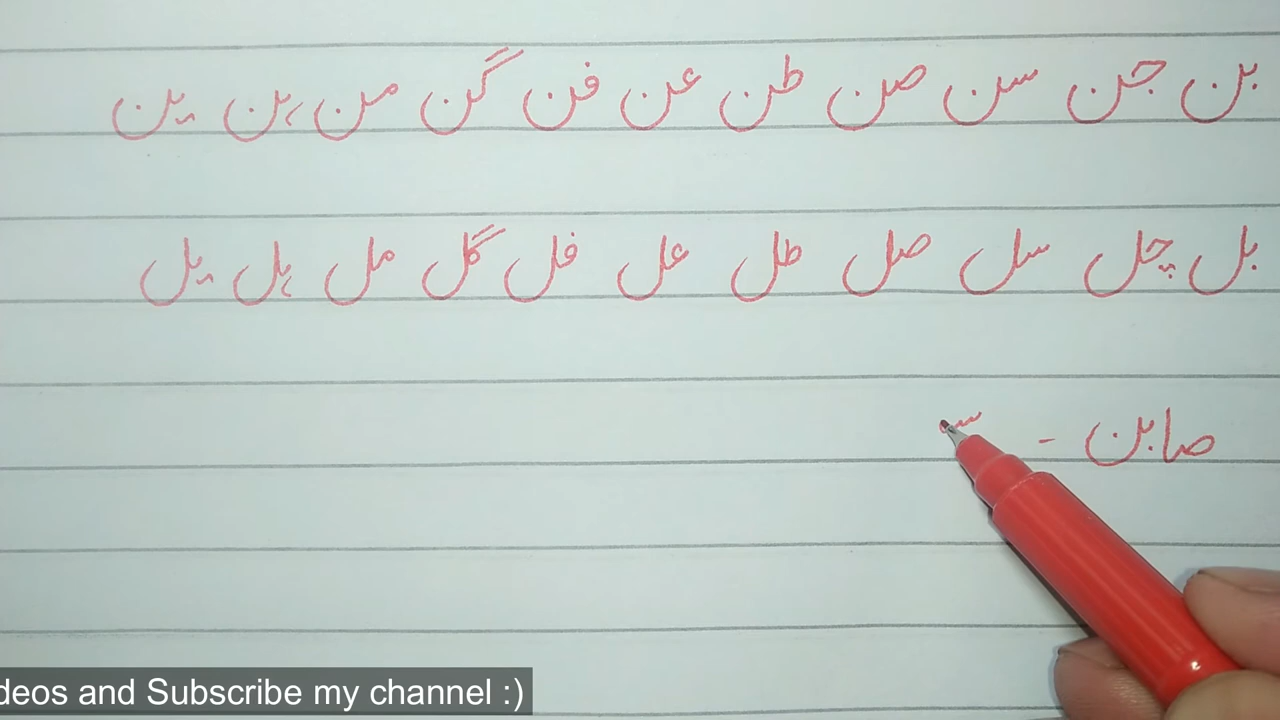 بن جن سن صن طن عن فن گن من ہن ین
بل چل سل صل طل عل فل گل مل ہل یل
صابن - سـ
deos and Subscribe my channel :)